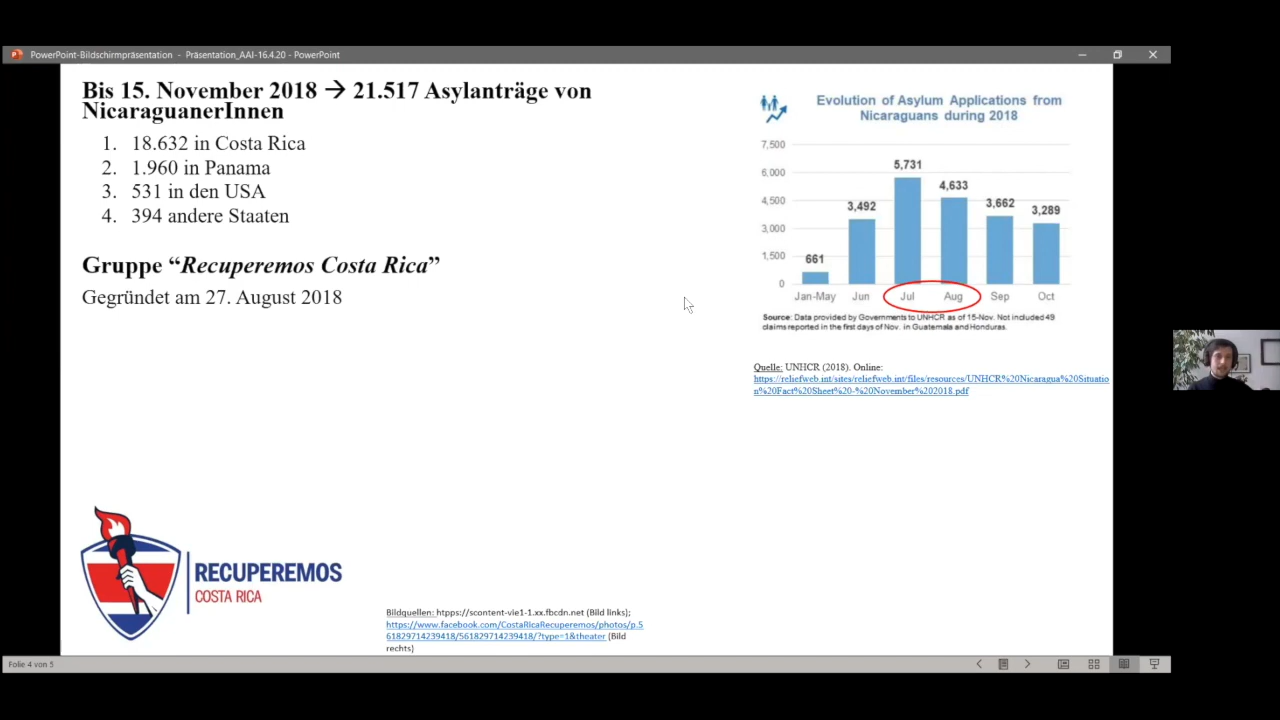 PowerPoint-Bildschirmpräsentation - Präsentation_AAI-16.4.20 - PowerPoint
Bis 15. November 2018 → 21.517 Asylanträge von
NicaraguanerInnen
1. 18.632 in Costa Rica
2. 1.960 in Panama
3. 531 in den USA
4. 394 andere Staaten
Gruppe “Recuperemos Costa Rica”
Gegründet am 27. August 2018
Evolution of Asylum Applications from
Nicaraguans during 2018
7,500
6,000
4,500
3,000
1,500
0
661
3,492
5,731
4,633
3,662
3,289
Jan-May Jun Jul Aug Sep Oct
Source: Data provided by Governments to UNHCR as of 15-Nov. Not included 49
claims reported in the first days of Nov. in Guatemala and Honduras.
Quelle: UNHCR (2018). Online:
https://reliefweb.int/sites/reliefweb.int/files/resources/UNHCR%20Nicaragua%20Situatio
n%20Fact%20Sheet%20-%20November%202018.pdf
RECUPEREMOS
COSTA RICA
Bildquellen: htpps://scontent-vie1-1.xx.fbcdn.net (Bild links);
https://www.facebook.com/CostaRicaRecuperemos/photos/p.5
61829714239418/561829714239418/?type=1&theater (Bild
rechts)
Folie 4 von 5